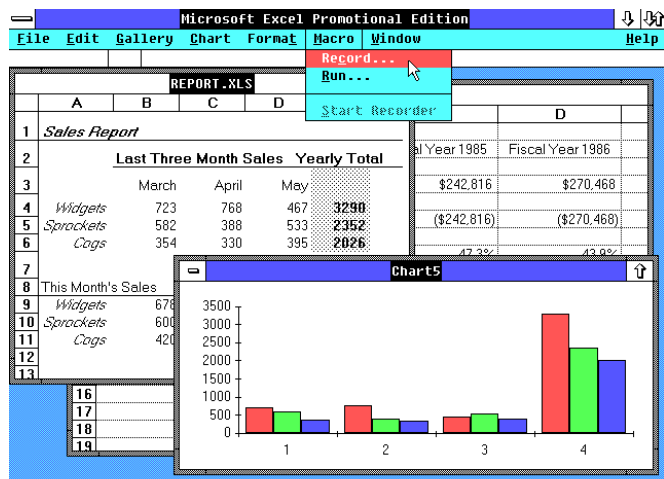 Microsoft Excel Promotional Edition
File Edit Gallery Chart Format Macro Window Help
Record...
Run...
Start Recorder
REPORT.XLS
A B C D
1 Sales Report
2 Last Three Month Sales Yearly Total
3 March April May
4 Widgets 723 768 467 3290
5 Sprockets 582 388 533 2352
6 Cogs 354 330 395 2026
7
8 This Month's Sales
9 Widgets 678
10 Sprockets 600
11 Cogs 420
12
13
D
al Year 1985 Fiscal Year 1986
$242,816 $270,468
($242,816) ($270,468)
47.3% 43.9%
16
17
18
19
Chart5
3500
3000
2500
2000
1500
1000
500
0
1 2 3 4